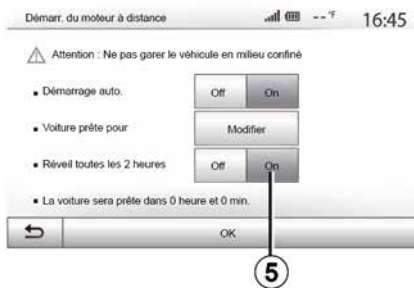 Démarr. du moteur à distance -- °F 16:45
Attention : Ne pas garer le véhicule en milieu confiné
▪ Démarrage auto. Off On
▪ Voiture prête pour Modifier
▪ Réveil toutes les 2 heures Off On
▪ La voiture sera prête dans 0 heure et 0 min.
OK
5